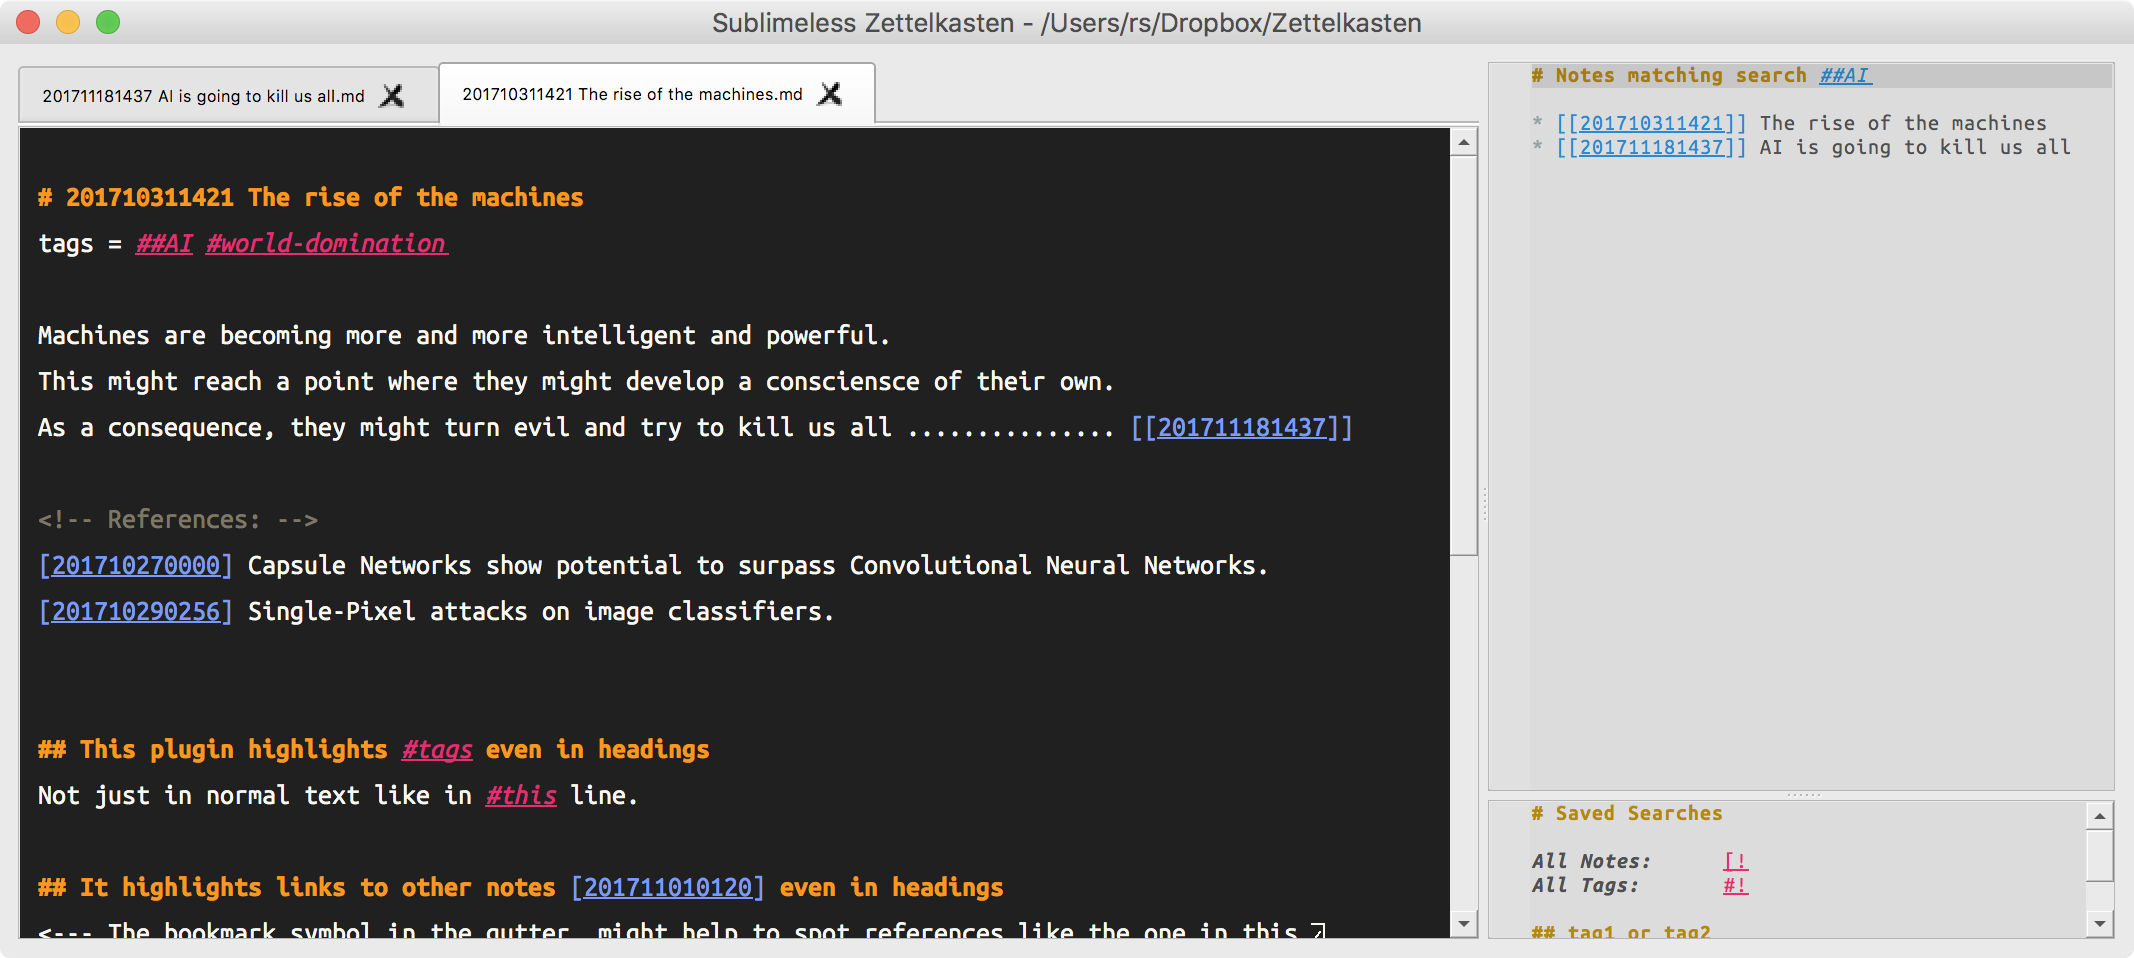 Sublimeless Zettelkasten - /Users/rs/Dropbox/Zettelkasten
201711181437 AI is going to kill us all.md
201710311421 The rise of the machines.md
# 201710311421 The rise of the machines
tags = ##AI #world-domination
Machines are becoming more and more intelligent and powerful.
This might reach a point where they might develop a consciensce of their own.
As a consequence, they might turn evil and try to kill us all ............... [[201711181437]]
<!-- References: -->
[201710270000] Capsule Networks show potential to surpass Convolutional Neural Networks.
[201710290256] Single-Pixel attacks on image classifiers.
## This plugin highlights #tags even in headings
Not just in normal text like in #this line.
## It highlights links to other notes [201711010120] even in headings
<--- The bookmark symbol in the gutter might help to spot references like the one in this
# Notes matching search ##AI
* [[201710311421]] The rise of the machines
* [[201711181437]] AI is going to kill us all
# Saved Searches
All Notes: [!
All Tags: #!
## tag1 or tag2